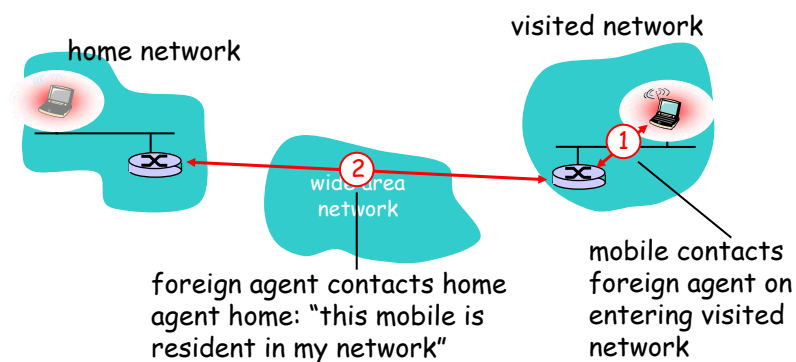 home network
visited network
1
2
wide area
network
foreign agent contacts home
agent home: “this mobile is
resident in my network”
mobile contacts
foreign agent on
entering visited
network